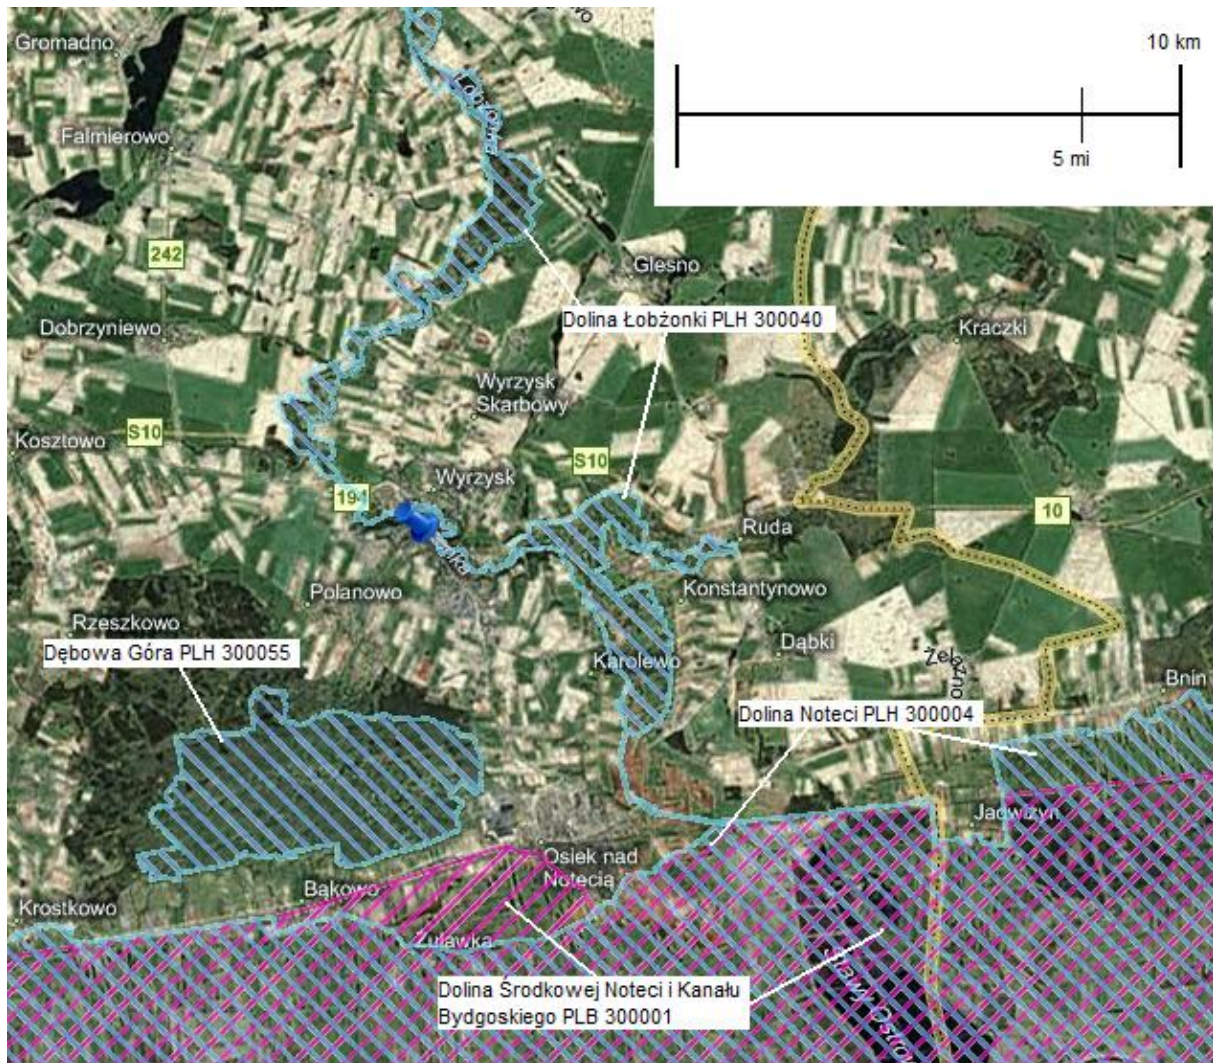 Gromadno
10 km
5 mi
Łobżonka
Falmierowo
242
Glesno
Dolina Łobżonki PLH 300040
Dobrzyniewo
Kraczki
Wyrzysk
Skarbowy
S10
Kosztowo
S10
194
Wyrzysk
10
Ruda
Polanowo
Konstantynowo
Rzeszkowo
Dąbki
Dębowa Góra PLH 300055
Karolewo
Bnin
Dolina Noteci PLH 300004
Jadwiżyn
Osiek nad
Notecią
Bąkowo
Krostkowo
Żuławka
Dolina Środkowej Noteci i Kanału
Bydgoskiego PLB 300001